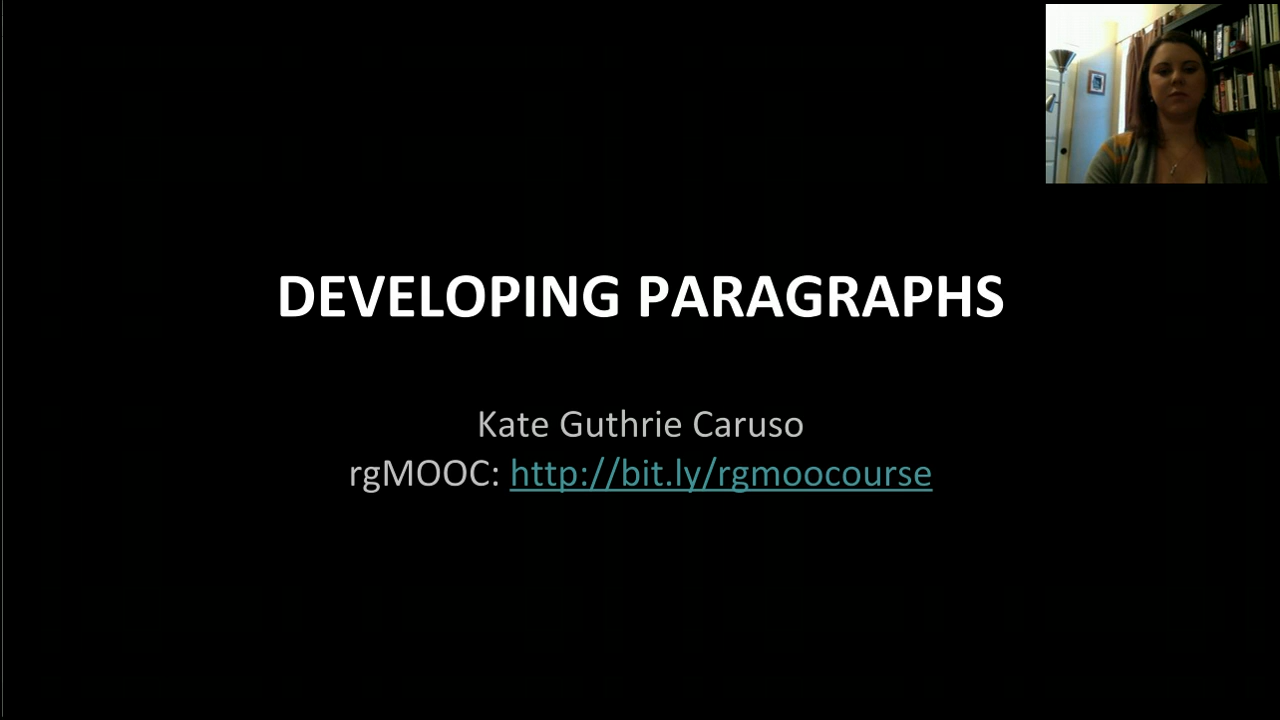 DEVELOPING PARAGRAPHS
Kate Guthrie Caruso
rgMOOC: http://bit.ly/rgmoocourse